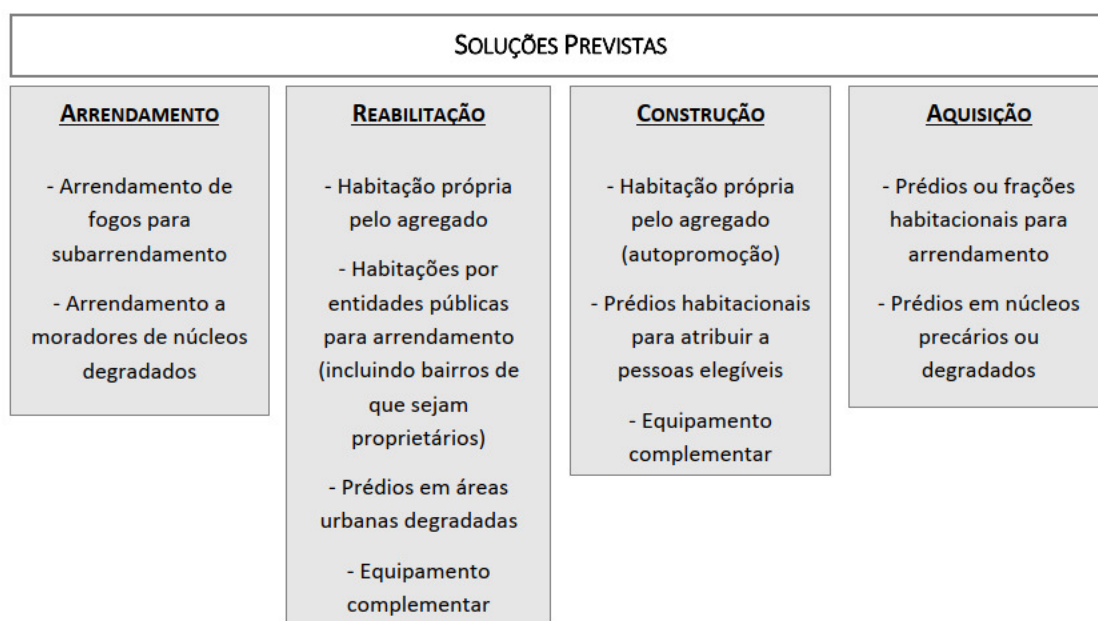 SOLUÇÕES PREVISTAS
ARRENDAMENTO
- Arrendamento de
fogos para
subarrendamento
- Arrendamento a
moradores de núcleos
degradados
REABILITAÇÃO
- Habitação própria
pelo agregado
- Habitações por
entidades públicas
para arrendamento
(incluindo bairros de
que sejam
proprietários)
- Prédios em áreas
urbanas degradadas
- Equipamento
complementar
CONSTRUÇÃO
- Habitação própria
pelo agregado
(autopromoção)
- Prédios habitacionais
para atribuir a
pessoas elegíveis
- Equipamento
complementar
AQUISIÇÃO
- Prédios ou frações
habitacionais para
arrendamento
- Prédios em núcleos
precários ou
degradados